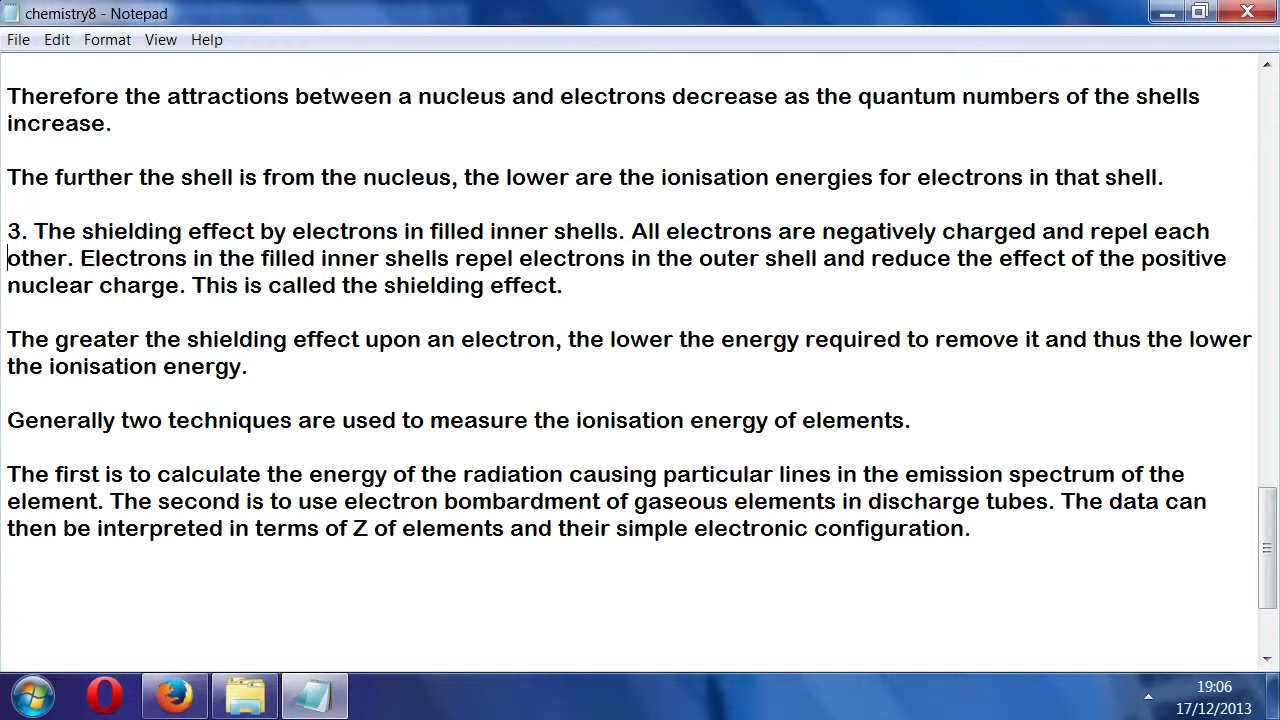 chemistry8 - Notepad
File Edit Format View Help
Therefore the attractions between a nucleus and electrons decrease as the quantum numbers of the shells
increase.
The further the shell is from the nucleus, the lower are the ionisation energies for electrons in that shell.
3. The shielding effect by electrons in filled inner shells. All electrons are negatively charged and repel each
other. Electrons in the filled inner shells repel electrons in the outer shell and reduce the effect of the positive
nuclear charge. This is called the shielding effect.
The greater the shielding effect upon an electron, the lower the energy required to remove it and thus the lower
the ionisation energy.
Generally two techniques are used to measure the ionisation energy of elements.
The first is to calculate the energy of the radiation causing particular lines in the emission spectrum of the
element. The second is to use electron bombardment of gaseous elements in discharge tubes. The data can
then be interpreted in terms of Z of elements and their simple electronic configuration.
19:06
17/12/2013